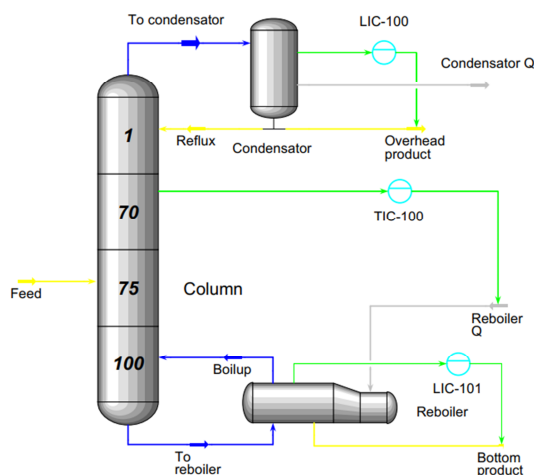 To condensator
LIC-100
Condensator Q
1
Reflux
Condensator
Overhead
product
70
TIC-100
Feed
75
Column
Reboiler
Q
100
Boilup
LIC-101
Reboiler
To
reboiler
Bottom
product